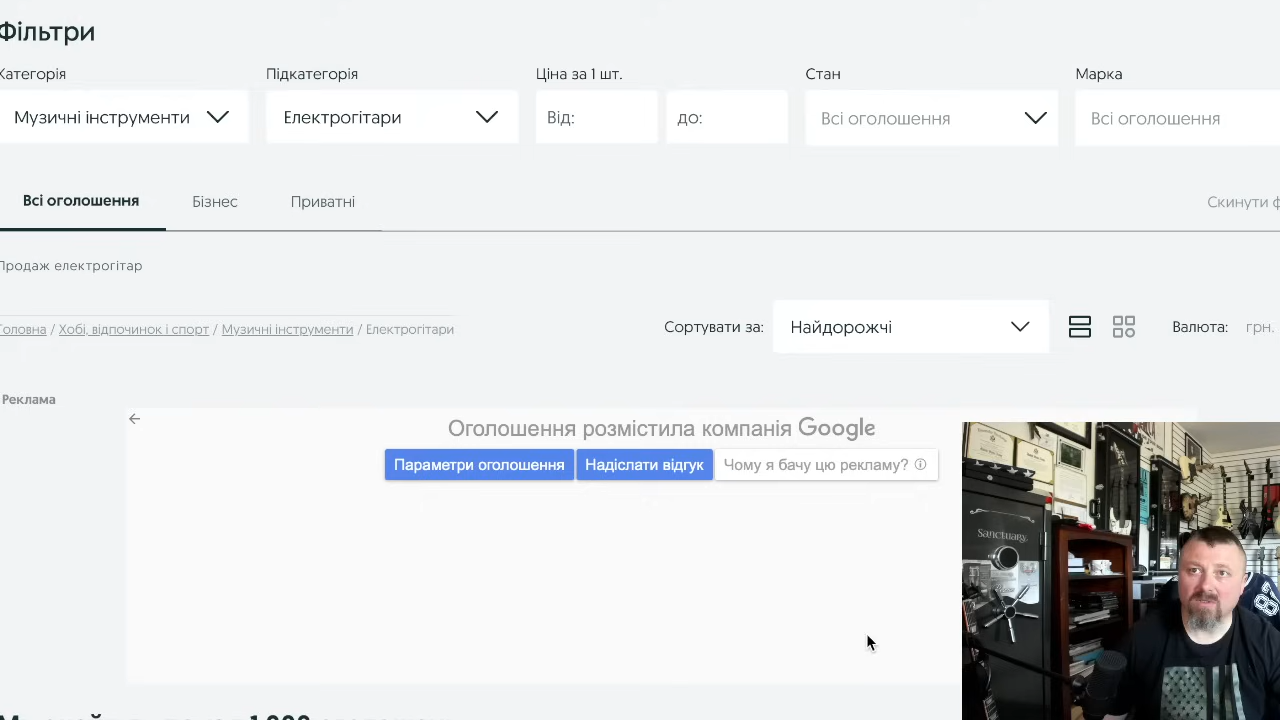 Фільтри
Категорія
Підкатегорія
Ціна за 1 шт.
Стан
Марка
Музичні інструменти
Електрогітари
Від:
до:
Всі оголошення
Всі оголошення
Всі оголошення
Бізнес
Приватні
Скинути ф
Продаж електрогітар
Головна / Хобі, відпочинок і спорт / Музичні інструменти / Електрогітари
Сортувати за:
Найдорожчі
Валюта:
грн.
Реклама
Оголошення розмістила компанія Google
Параметри оголошення
Надіслати відгук
Чому я бачу цю рекламу?
Sanctuary